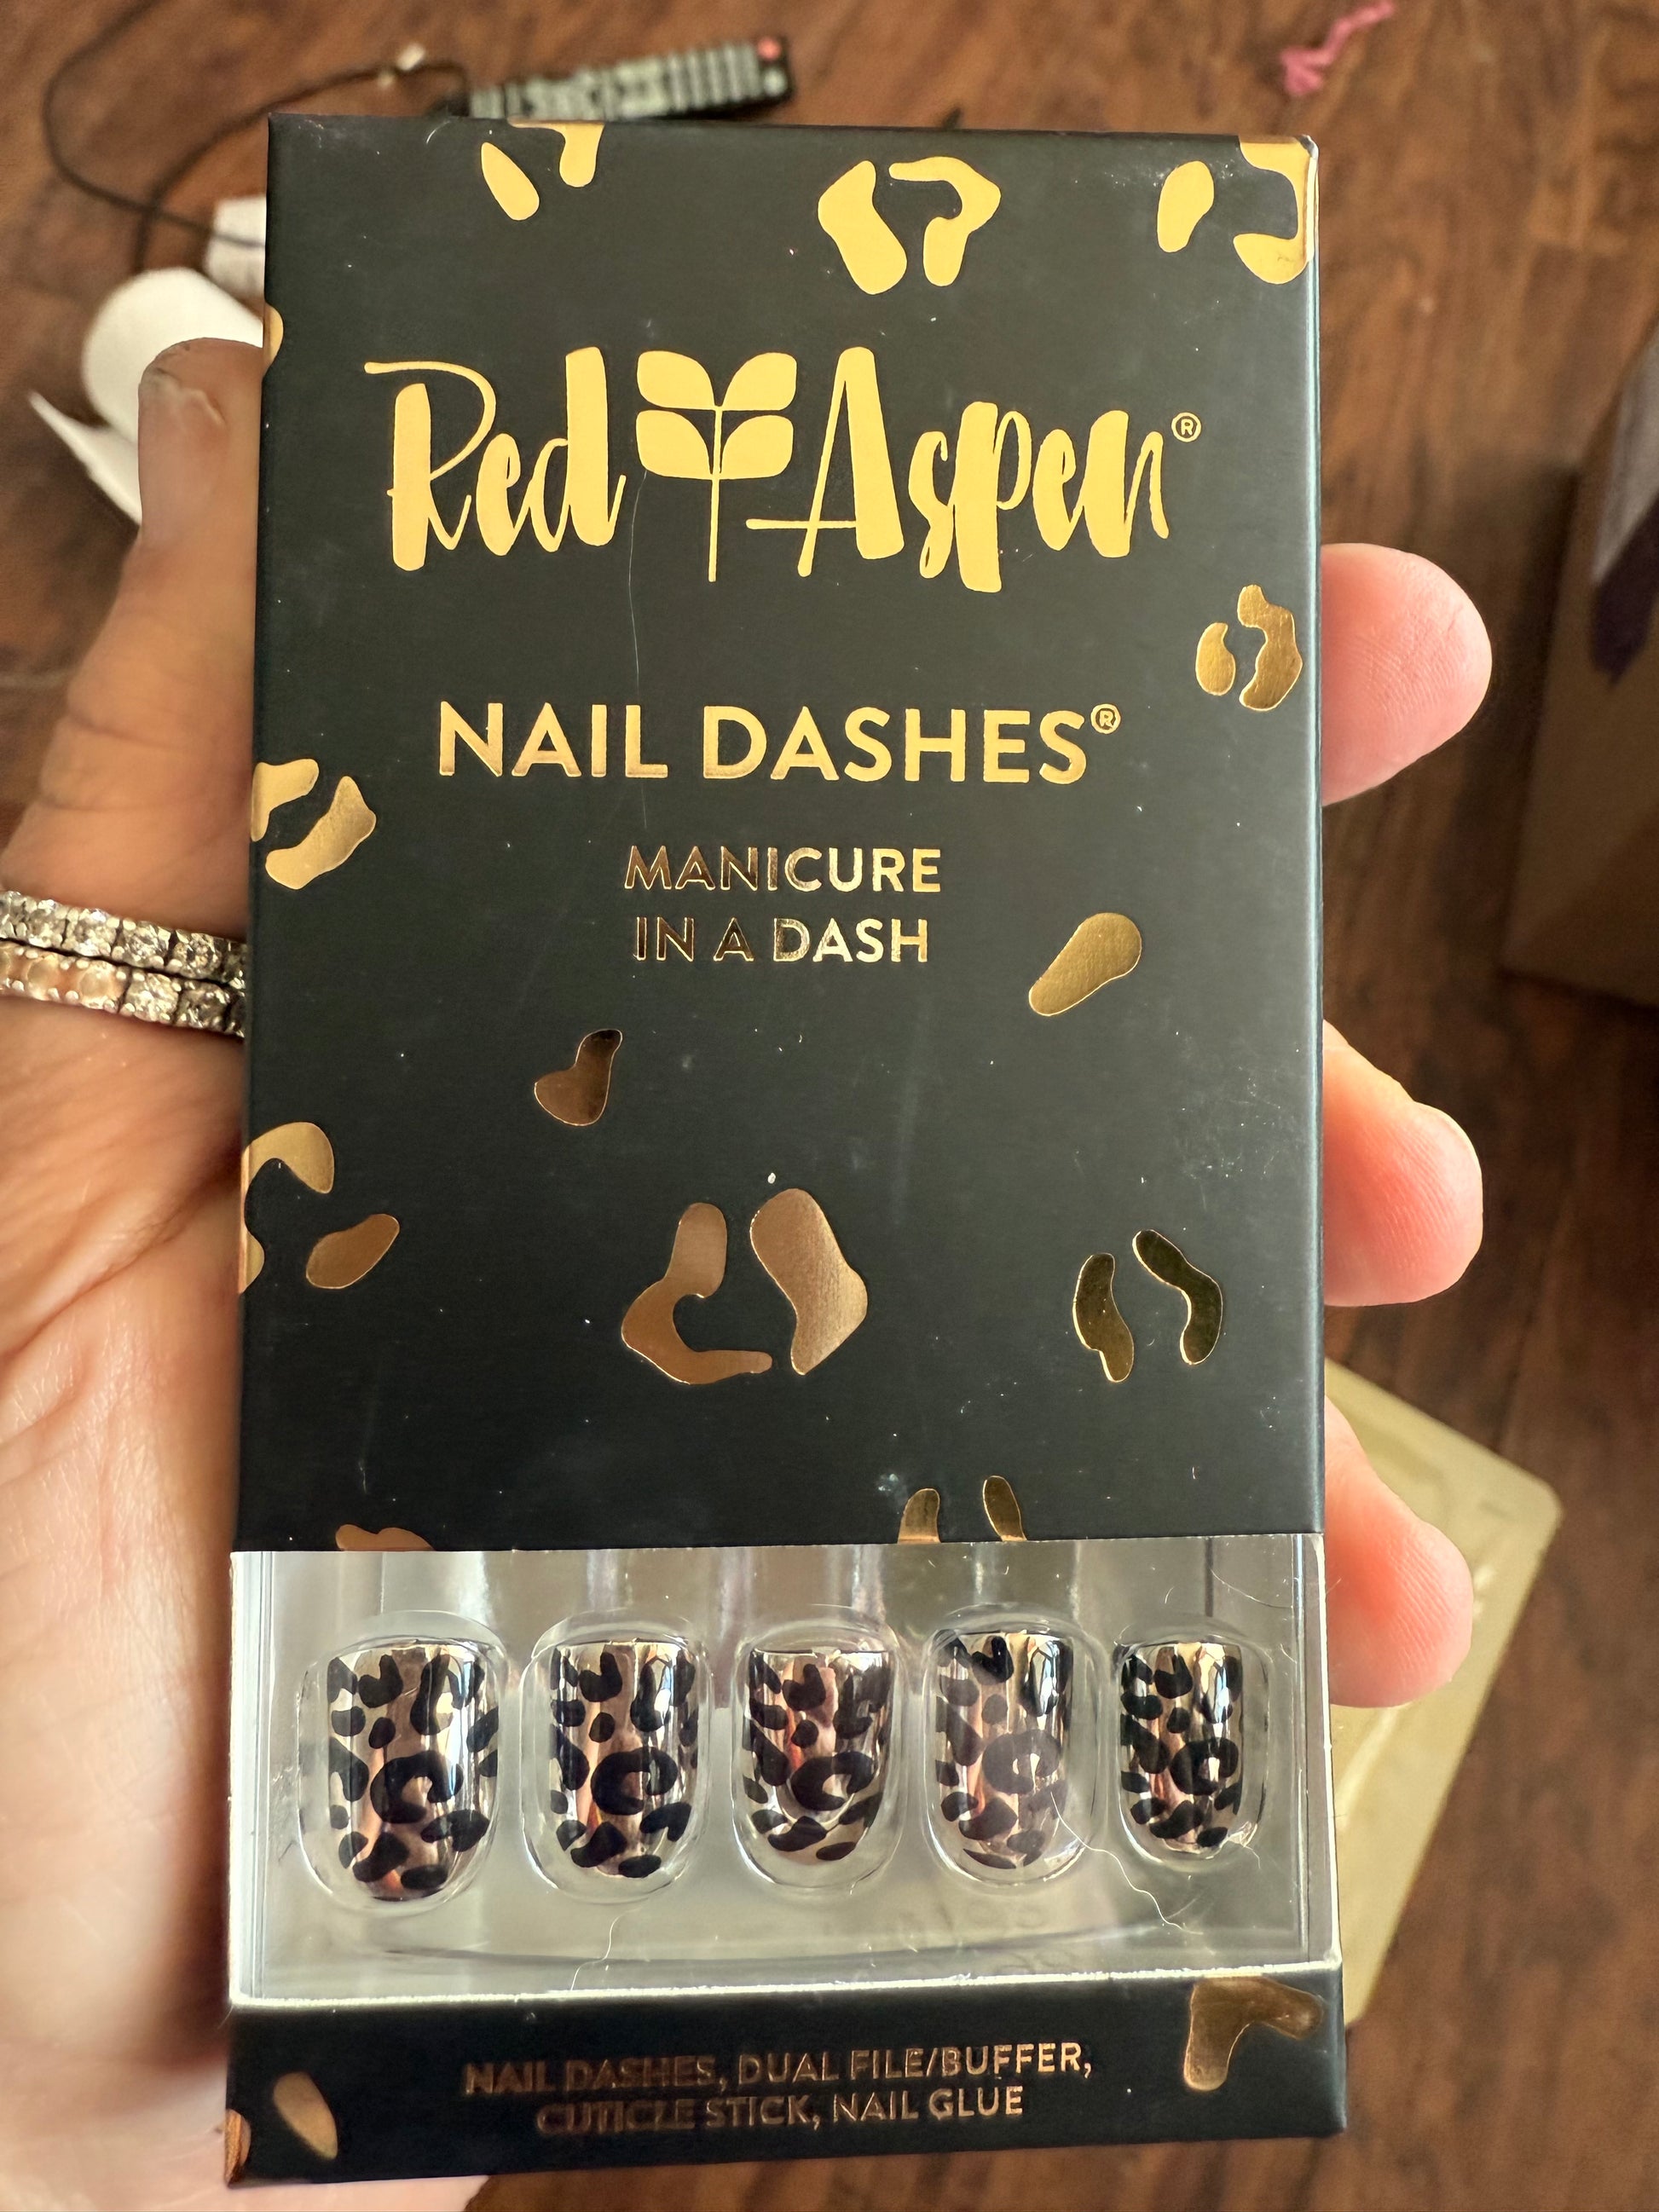 Red Aspen®
NAIL DASHES®
MANICURE
IN A DASH
NAIL DASHES, DUAL FILE/BUFFER,
CUTICLE STICK, NAIL GLUE